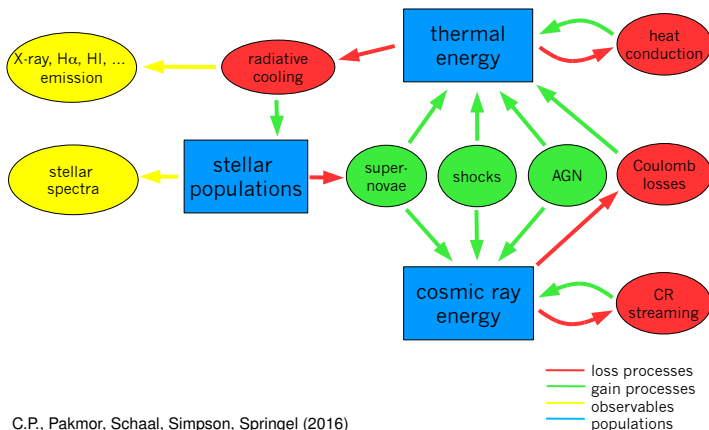 X-ray, Hα, HI, ...
emission
radiative
cooling
thermal
energy
heat
conduction
stellar
spectra
stellar
populations
super-
novae
shocks
AGN
Coulomb
losses
cosmic ray
energy
CR
streaming
loss processes
gain processes
observables
populations
C.P., Pakmor, Schaal, Simpson, Springel (2016)